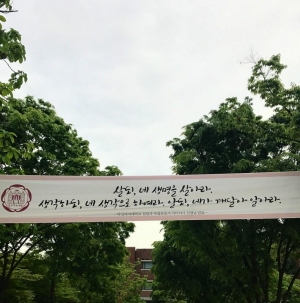 살되, 네 생명을 살아라.
생각하되, 네 생각으로 하여라. 알되, 네가 깨달아 알아라.